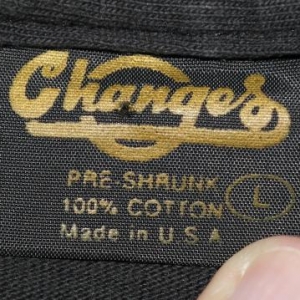 Changes
PRE-SHRUNK
100% COTTON
L
Made in U.S.A